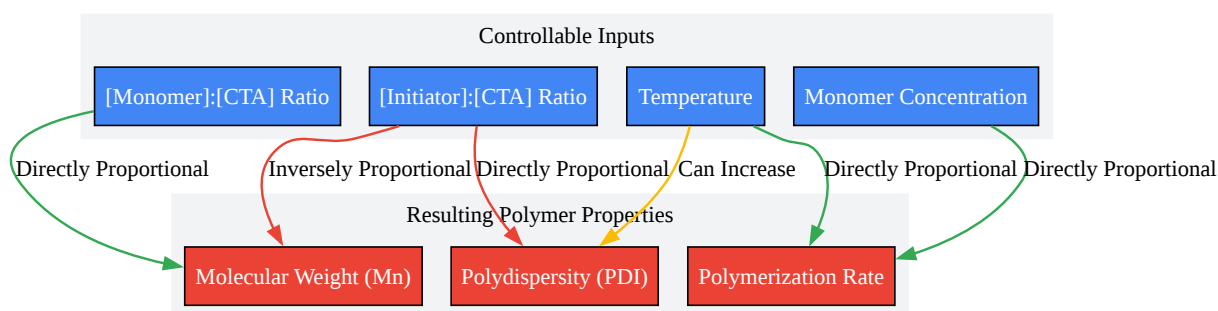 Controllable Inputs
[Monomer]:[CTA] Ratio
[Initiator]:[CTA] Ratio
Temperature
Monomer Concentration
Directly Proportional
Inversely Proportional
Directly Proportional
Can Increase
Directly Proportional
Directly Proportional
Resulting Polymer Properties
Molecular Weight (Mn)
Polydispersity (PDI)
Polymerization Rate